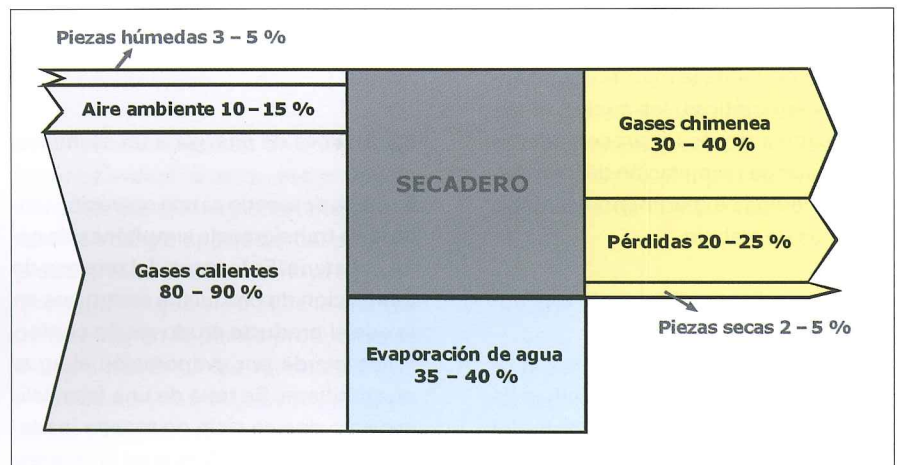 Piezas húmedas 3 – 5 %
Aire ambiente 10 – 15 %
Gases calientes
80 – 90 %
SECADERO
Evaporación de agua
35 – 40 %
Gases chimenea
30 – 40 %
Pérdidas 20 – 25 %
Piezas secas 2 – 5 %